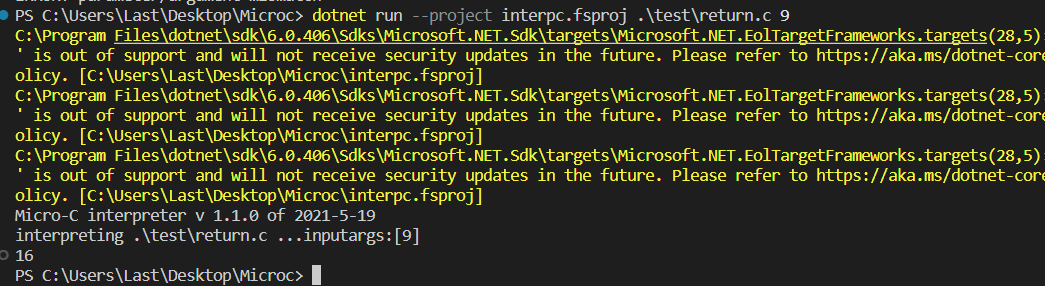 PS C:\Users\Last\Desktop\Microc> dotnet run --project interpc.fsproj .\test\return.c 9
C:\Program Files\dotnet\sdk\6.0.406\Sdks\Microsoft.NET.Sdk\targets\Microsoft.NET.EolTargetFrameworks.targets(28,5):
' is out of support and will not receive security updates in the future. Please refer to https://aka.ms/dotnet-core
olicy. [C:\Users\Last\Desktop\Microc\interpc.fsproj]
C:\Program Files\dotnet\sdk\6.0.406\Sdks\Microsoft.NET.Sdk\targets\Microsoft.NET.EolTargetFrameworks.targets(28,5):
' is out of support and will not receive security updates in the future. Please refer to https://aka.ms/dotnet-core
olicy. [C:\Users\Last\Desktop\Microc\interpc.fsproj]
C:\Program Files\dotnet\sdk\6.0.406\Sdks\Microsoft.NET.Sdk\targets\Microsoft.NET.EolTargetFrameworks.targets(28,5):
' is out of support and will not receive security updates in the future. Please refer to https://aka.ms/dotnet-core
olicy. [C:\Users\Last\Desktop\Microc\interpc.fsproj]
Micro-C interpreter v 1.1.0 of 2021-5-19
interpreting .\test\return.c ...inputargs:[9]
16
PS C:\Users\Last\Desktop\Microc>